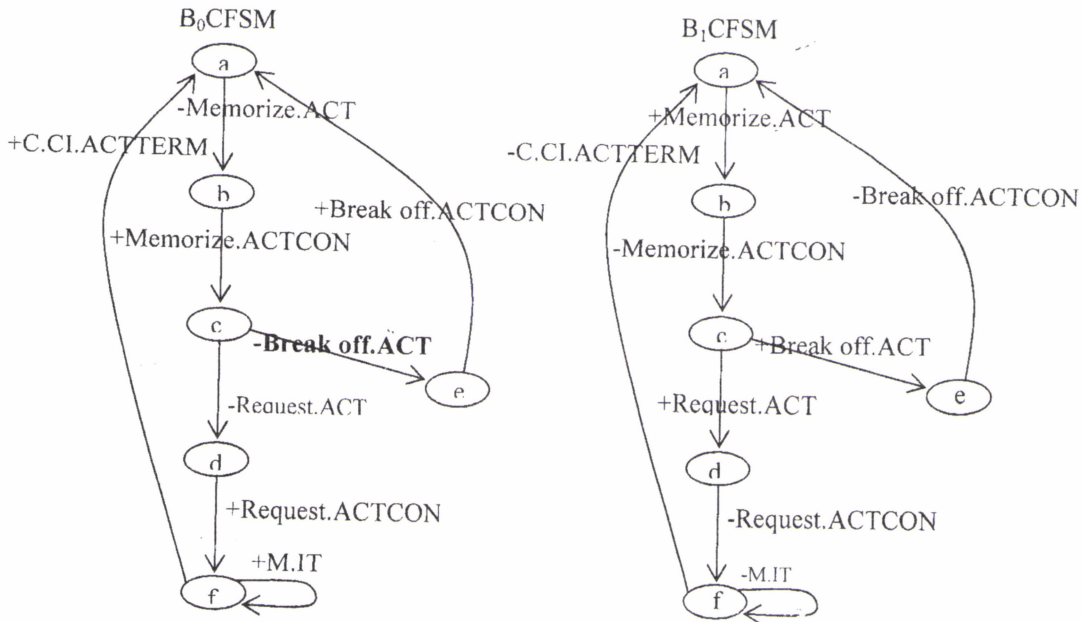 B₀CFSM
a
-Memorize.ACT
+C.CI.ACTTERM
b
+Break off.ACTCON
+Memorize.ACTCON
c
-Break off.ACT
e
-Request.ACT
d
+Request.ACTCON
+M.IT
f
B₁CFSM
a
+Memorize.ACT
-C.CI.ACTTERM
b
-Break off.ACTCON
-Memorize.ACTCON
c
+Break off.ACT
e
+Request.ACT
d
-Request.ACTCON
-M.IT
f